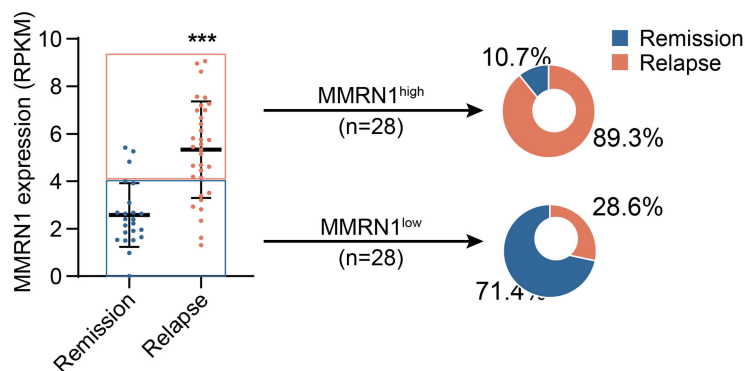 MMRN1 expression (RPKM)
10
8
6
4
2
0
***
Remission
Relapse
MMRN1high
(n=28)
MMRN1low
(n=28)
10.7%
89.3%
28.6%
71.4%
Remission
Relapse